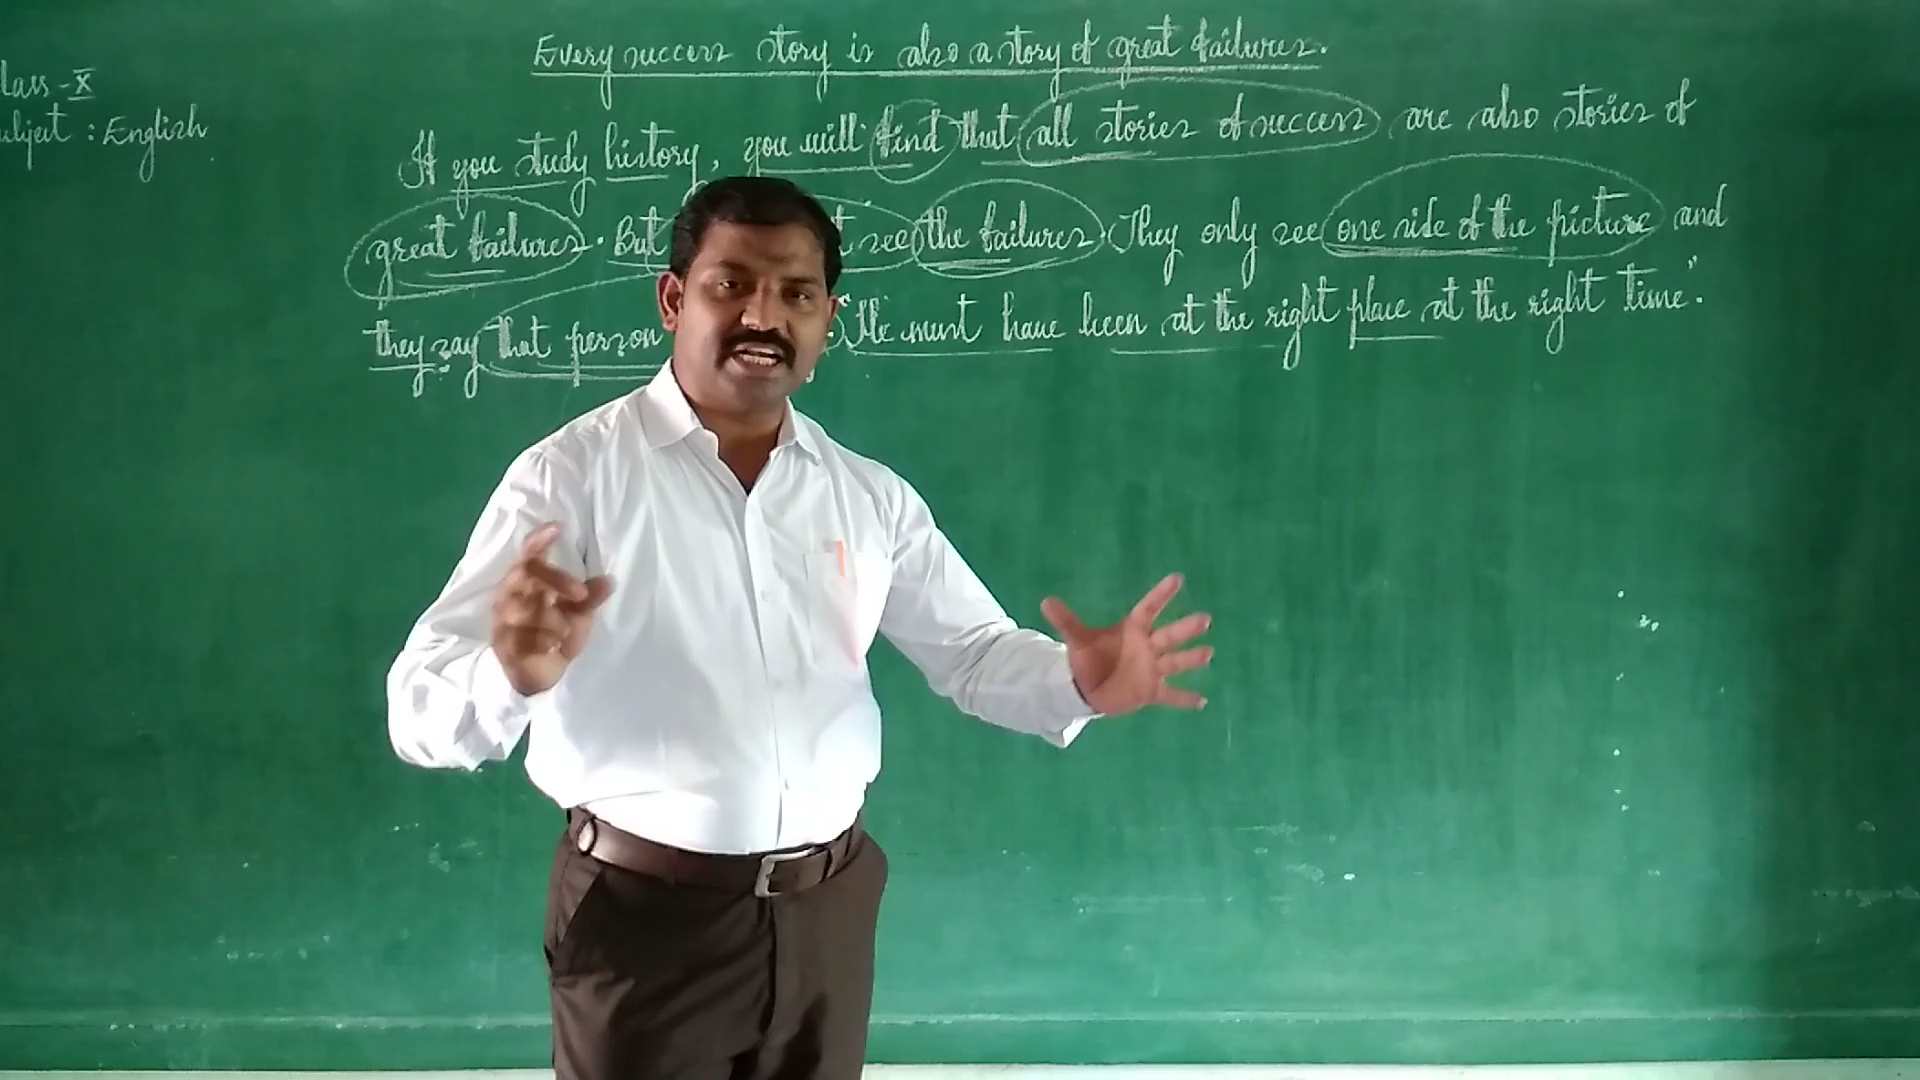 Every success story is also a story of great failures.
lass - X
ubject : English
If you study history, you will find that all stories of success are also stories of
great failures. But see the failures. They only see one side of the picture and
they say that person "He must have been at the right place at the right time".